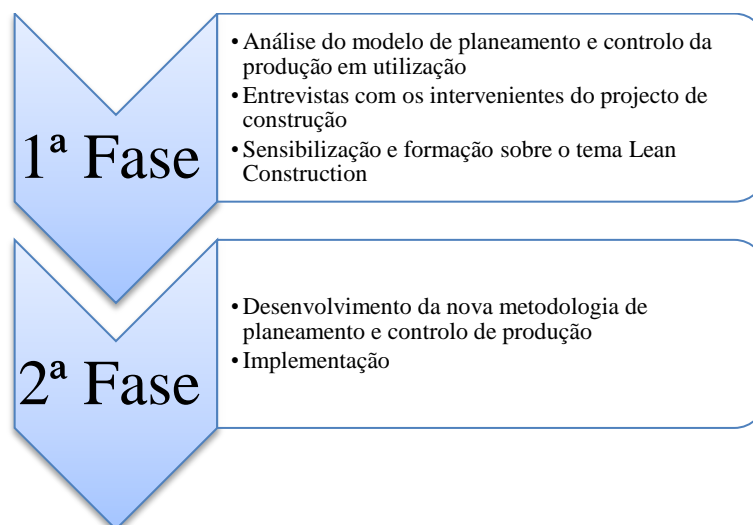 1ª Fase
• Análise do modelo de planeamento e controlo da
produção em utilização
• Entrevistas com os intervenientes do projecto de
construção
• Sensibilização e formação sobre o tema Lean
Construction
2ª Fase
• Desenvolvimento da nova metodologia de
planeamento e controlo de produção
• Implementação